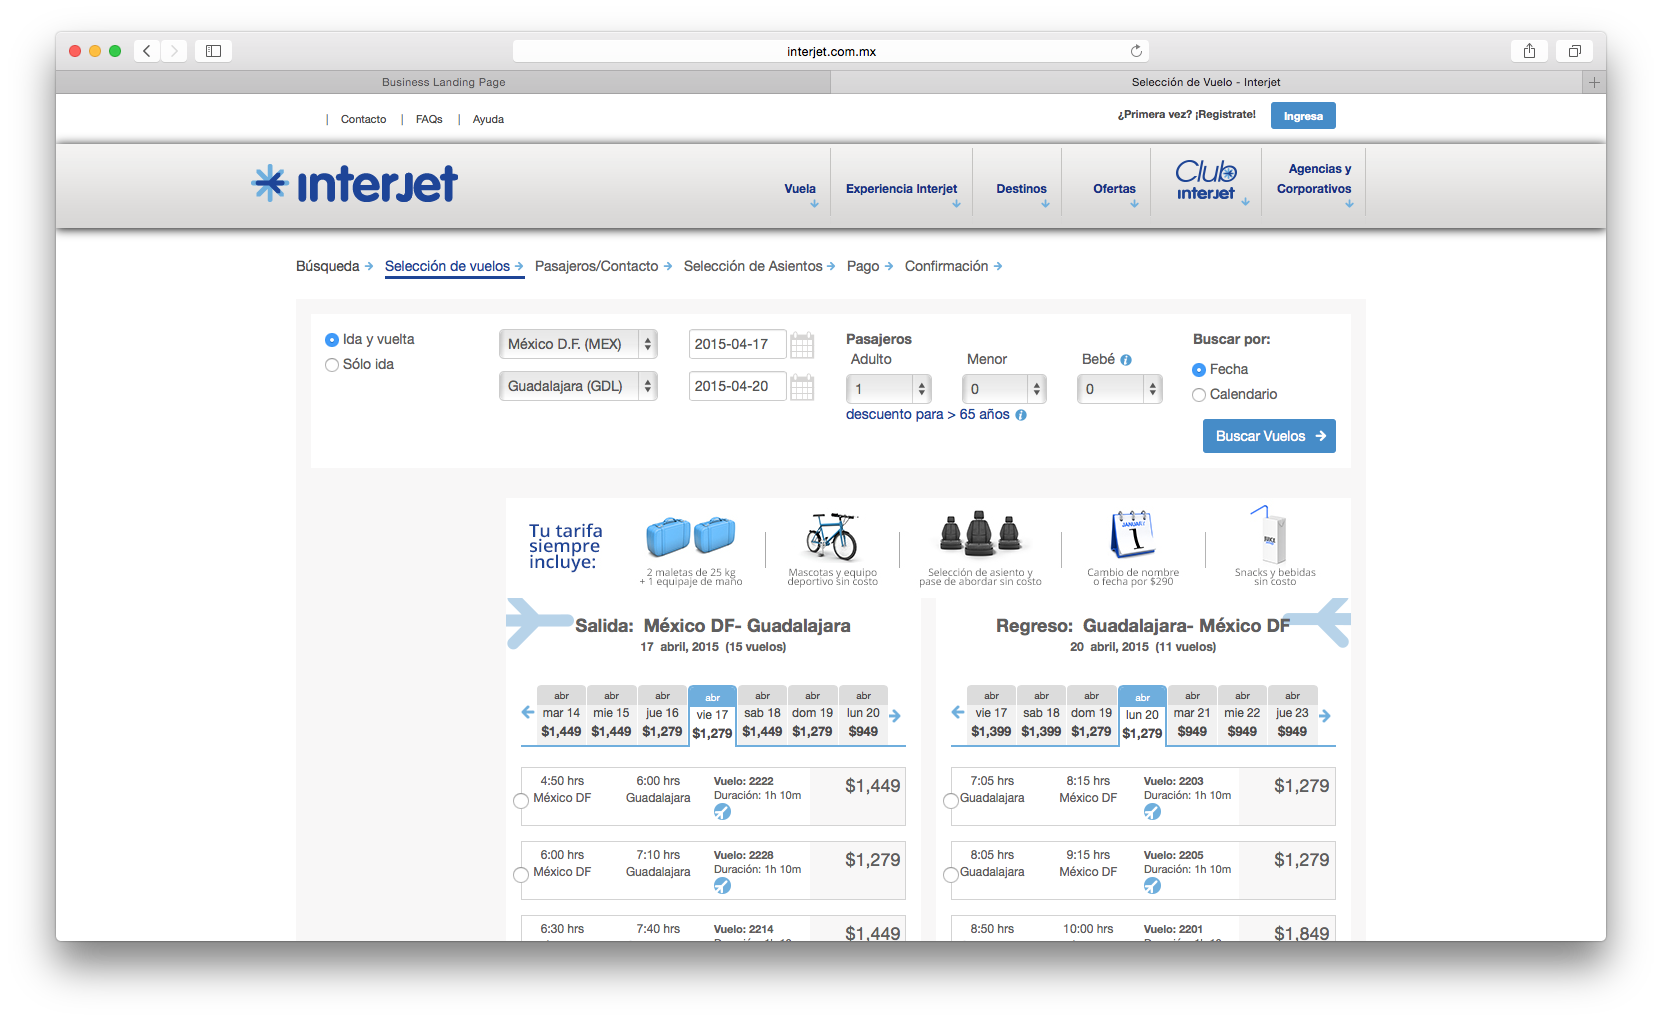 interjet.com.mx
Business Landing Page
Selección de Vuelo - Interjet
| Contacto | FAQs | Ayuda
¿Primera vez? ¡Registrate!
Ingresa
interjet
Vuela
Experiencia Interjet
Destinos
Ofertas
Club
interjet
Agencias y
Corporativos
Búsqueda
Selección de vuelos
Pasajeros/Contacto
Selección de Asientos
Pago
Confirmación
Ida y vuelta
Sólo ida
México D.F. (MEX)
Guadalajara (GDL)
2015-04-17
2015-04-20
Pasajeros
Adulto
Menor
Bebé
1
0
0
descuento para > 65 años
Buscar por:
Fecha
Calendario
Buscar Vuelos
Tu tarifa
siempre
incluye:
2 maletas de 25 kg
+ 1 equipaje de mano
Mascotas y equipo
deportivo sin costo
Selección de asiento y
pase de abordar sin costo
JANUARY
1
Cambio de nombre
o fecha por $290
Snacks y bebidas
sin costo
Salida: México DF- Guadalajara
17 abril, 2015 (15 vuelos)
abr abr abr abr abr abr abr
mar 14 mie 15 jue 16 vie 17 sab 18 dom 19 lun 20
$1,449 $1,449 $1,279 $1,279 $1,449 $1,279 $949
4:50 hrs 6:00 hrs Vuelo: 2222 $1,449
México DF Guadalajara Duración: 1h 10m
6:00 hrs 7:10 hrs Vuelo: 2228 $1,279
México DF Guadalajara Duración: 1h 10m
6:30 hrs 7:40 hrs Vuelo: 2214 $1,449
Regreso: Guadalajara- México DF
20 abril, 2015 (11 vuelos)
abr abr abr abr abr abr abr
vie 17 sab 18 dom 19 lun 20 mar 21 mie 22 jue 23
$1,399 $1,399 $1,279 $1,279 $949 $949 $949
7:05 hrs 8:15 hrs Vuelo: 2203 $1,279
Guadalajara México DF Duración: 1h 10m
8:05 hrs 9:15 hrs Vuelo: 2205 $1,279
Guadalajara México DF Duración: 1h 10m
8:50 hrs 10:00 hrs Vuelo: 2201 $1,849